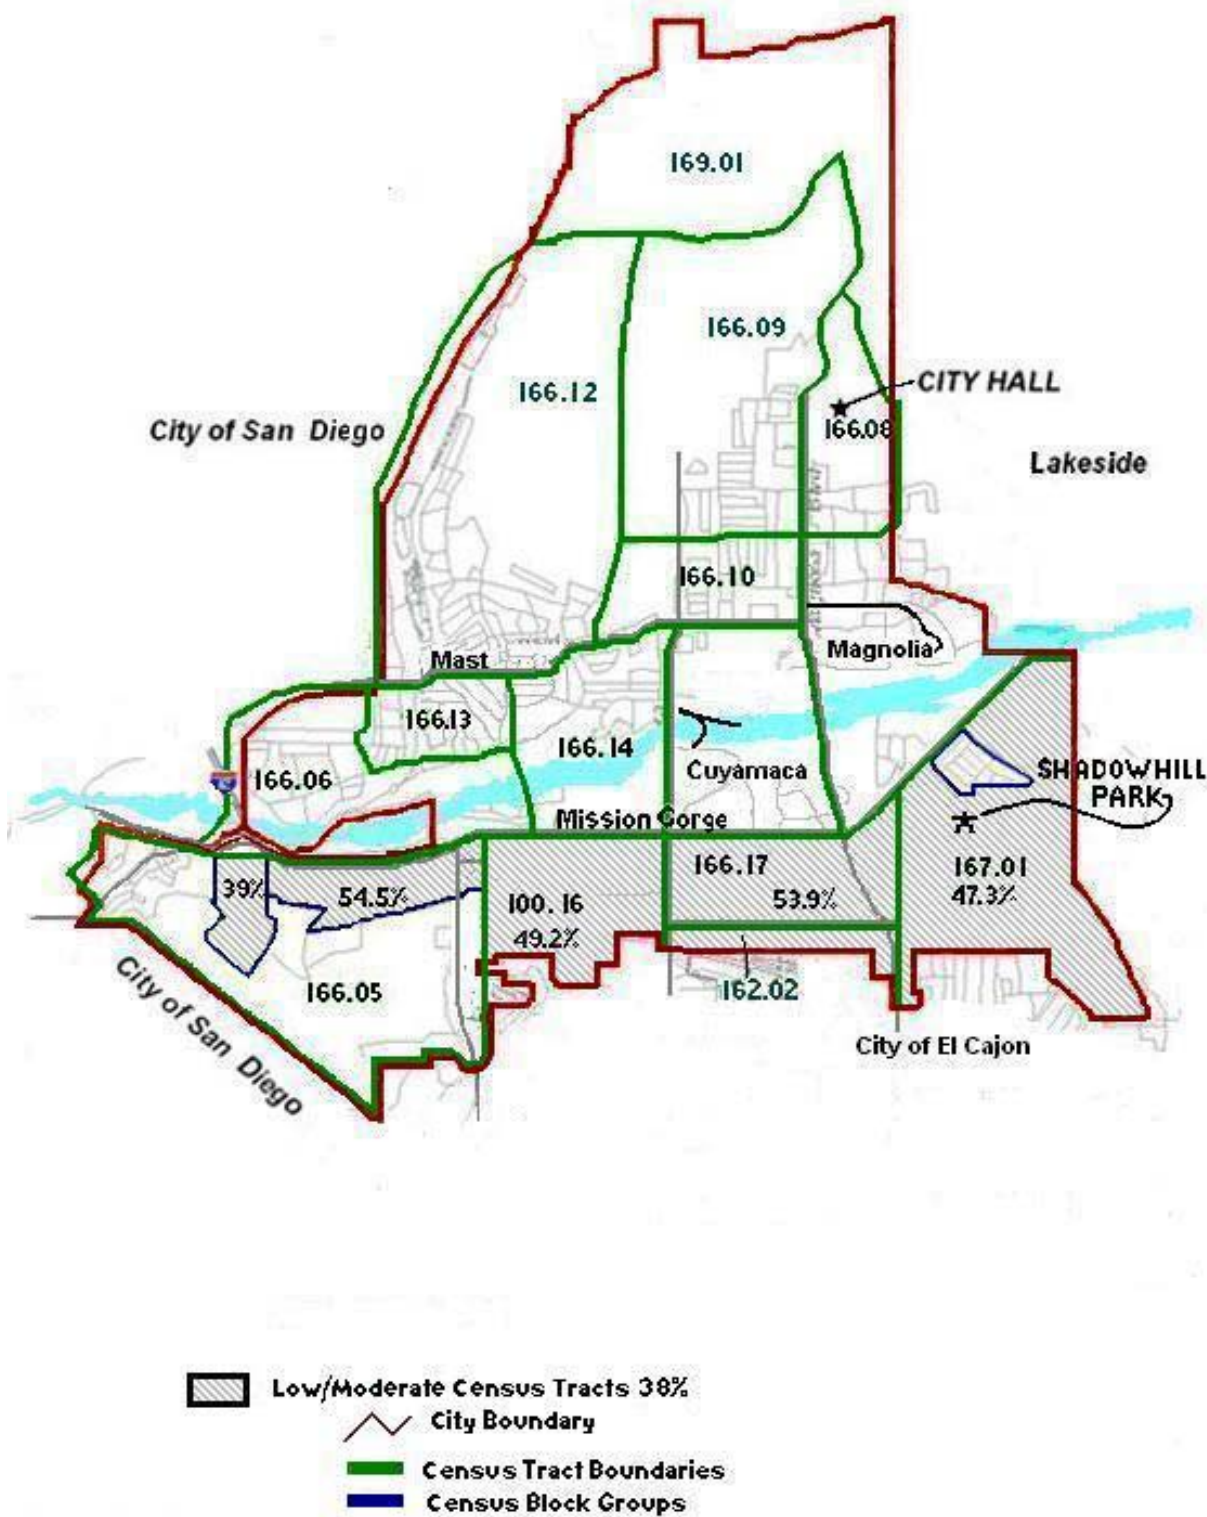 169.01
166.09
166.12
CITY HALL
166.08
City of San Diego
Lakeside
166.10
Magnolia
Mast
166.13
166.14
166.06
Cuyamaca
SHADOWHILL
PARK
Mission Gorge
166.17
167.01
39%
54.5%
53.9%
47.3%
100.16
49.2%
166.05
162.02
City of San Diego
City of El Cajon
Low/Moderate Census Tracts 38%
City Boundary
Census Tract Boundaries
Census Block Groups